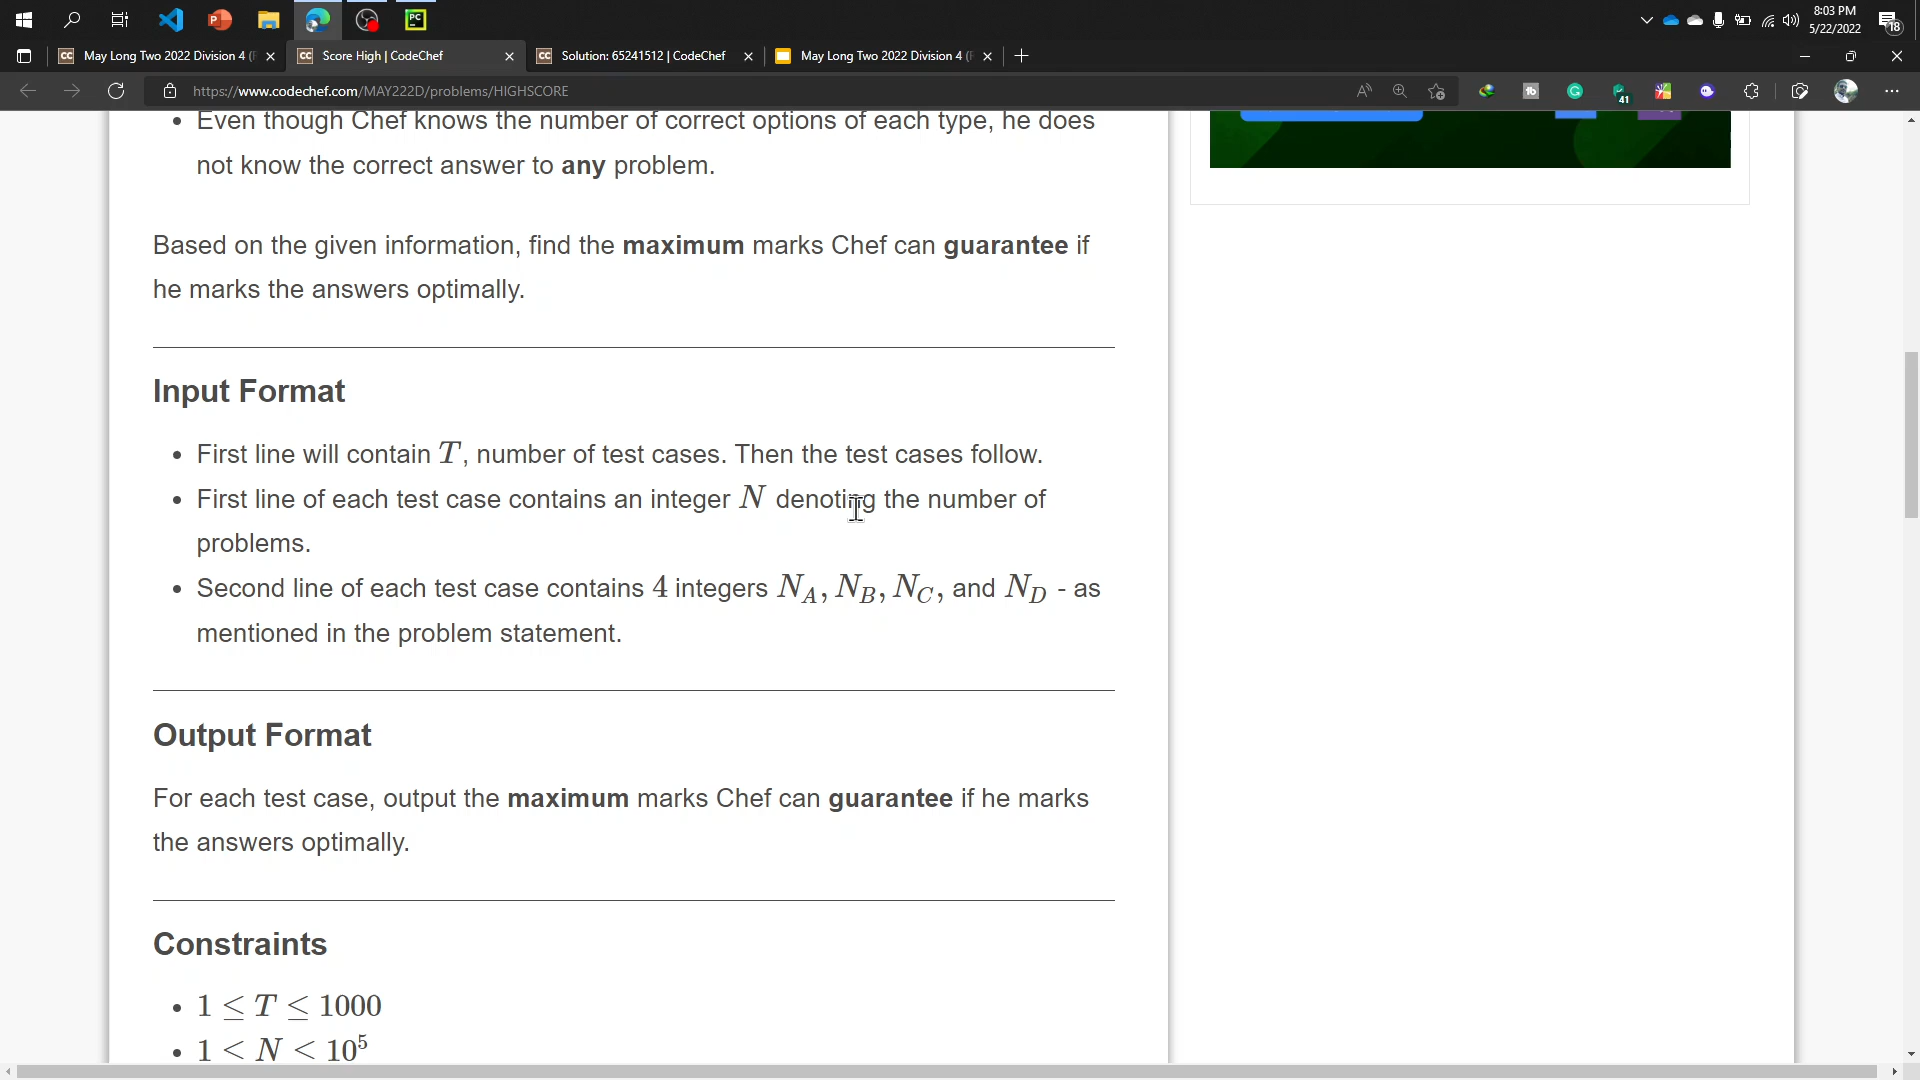 8:03 PM
5/22/2022
18
May Long Two 2022 Division 4 (
Score High | CodeChef
Solution: 65241512 | CodeChef
May Long Two 2022 Division 4 (
https://www.codechef.com/MAY222D/problems/HIGHSCORE
41
• Even though Chef knows the number of correct options of each type, he does
not know the correct answer to any problem.
Based on the given information, find the maximum marks Chef can guarantee if
he marks the answers optimally.
Input Format
• First line will contain T, number of test cases. Then the test cases follow.
• First line of each test case contains an integer N denoting the number of
problems.
• Second line of each test case contains 4 integers N_A, N_B, N_C, and N_D - as
mentioned in the problem statement.
Output Format
For each test case, output the maximum marks Chef can guarantee if he marks
the answers optimally.
Constraints
• 1 ≤ T ≤ 1000
• 1 ≤ N ≤ 10^5